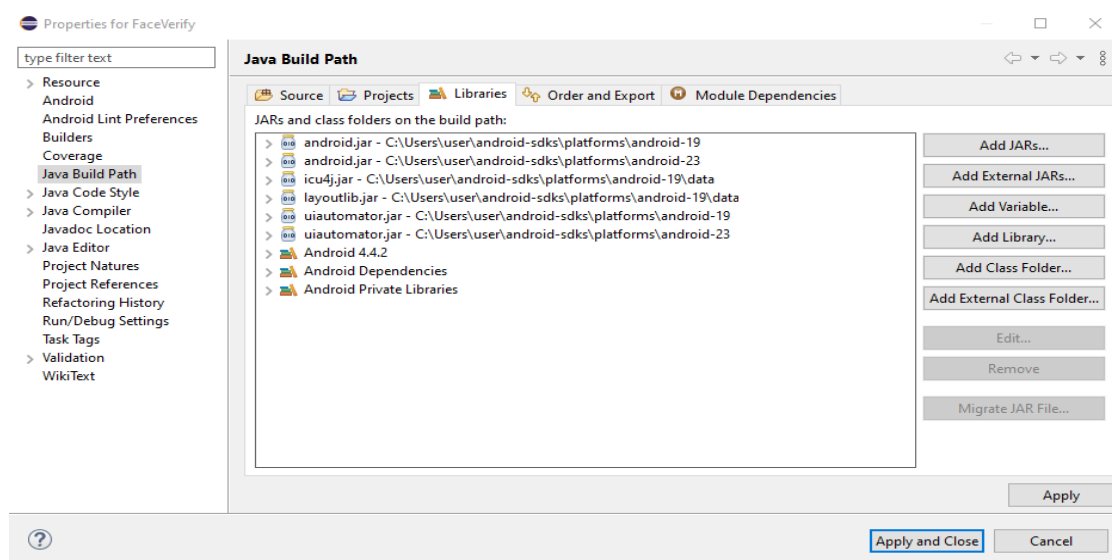 Properties for FaceVerify
type filter text
Resource
Android
Android Lint Preferences
Builders
Coverage
Java Build Path
Java Code Style
Java Compiler
Javadoc Location
Java Editor
Project Natures
Project References
Refactoring History
Run/Debug Settings
Task Tags
Validation
WikiText
Java Build Path
Source Projects Libraries Order and Export Module Dependencies
JARs and class folders on the build path:
android.jar - C:\Users\user\android-sdks\platforms\android-19
android.jar - C:\Users\user\android-sdks\platforms\android-23
icu4j.jar - C:\Users\user\android-sdks\platforms\android-19\data
layoutlib.jar - C:\Users\user\android-sdks\platforms\android-19\data
uiautomator.jar - C:\Users\user\android-sdks\platforms\android-19
uiautomator.jar - C:\Users\user\android-sdks\platforms\android-23
Android 4.4.2
Android Dependencies
Android Private Libraries
Add JARs...
Add External JARs...
Add Variable...
Add Library...
Add Class Folder...
Add External Class Folder...
Edit...
Remove
Migrate JAR File...
Apply
Apply and Close
Cancel